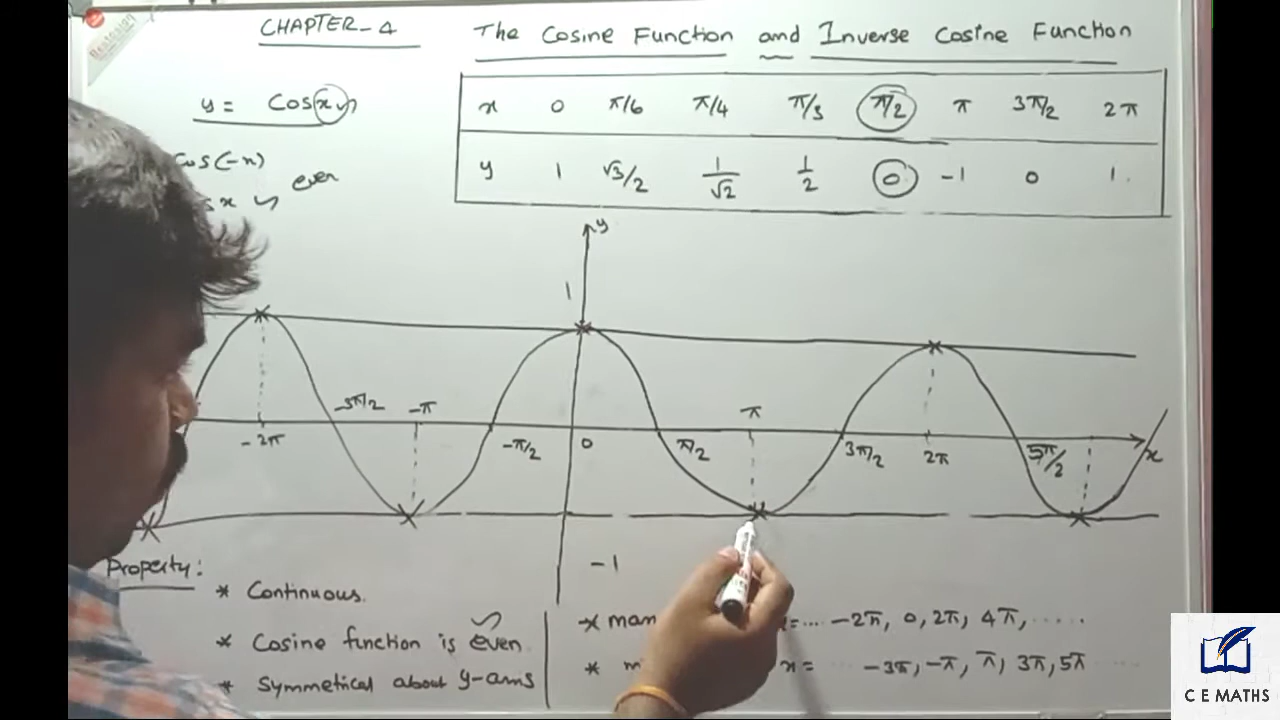 CHAPTER-4
The Cosine Function and Inverse Cosine Function
y = Cos x
x 0 π/6 π/4 π/3 π/2 π 3π/2 2π
y 1 √3/2 1/√2 1/2 0 -1 0 1
cos(-x)
x
even
y
1
-2π -3π/2 -π -π/2 0 π/2 π 3π/2 2π 5π/2 x
-1
Property:
* Continuous.
* Cosine function is even
* Symmetical about y-axis
* x=... -2π, 0, 2π, 4π, .....
* x= -3π, -π, π, 3π, 5π
C E MATHS